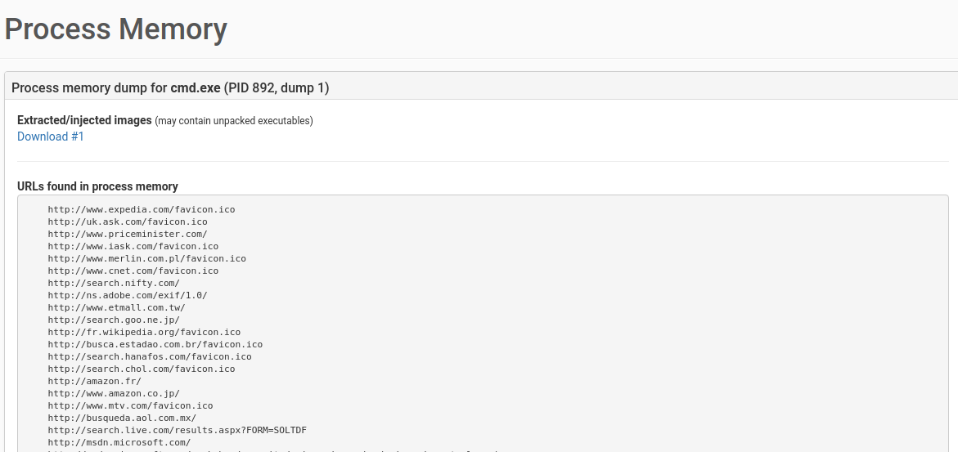 Process Memory
Process memory dump for cmd.exe (PID 892, dump 1)
Extracted/injected images (may contain unpacked executables)
Download #1
URLs found in process memory
http://www.expedia.com/favicon.ico
http://uk.ask.com/favicon.ico
http://www.priceminister.com/
http://www.iask.com/favicon.ico
http://www.merlin.com.pl/favicon.ico
http://www.cnet.com/favicon.ico
http://search.nifty.com/
http://ns.adobe.com/exif/1.0/
http://www.etmall.com.tw/
http://search.goo.ne.jp/
http://fr.wikipedia.org/favicon.ico
http://busca.estadao.com.br/favicon.ico
http://search.hanafos.com/favicon.ico
http://search.chol.com/favicon.ico
http://amazon.fr/
http://www.amazon.co.jp/
http://www.mtv.com/favicon.ico
http://busqueda.aol.com.mx/
http://search.live.com/results.aspx?FORM=SOLTDF
http://msdn.microsoft.com/